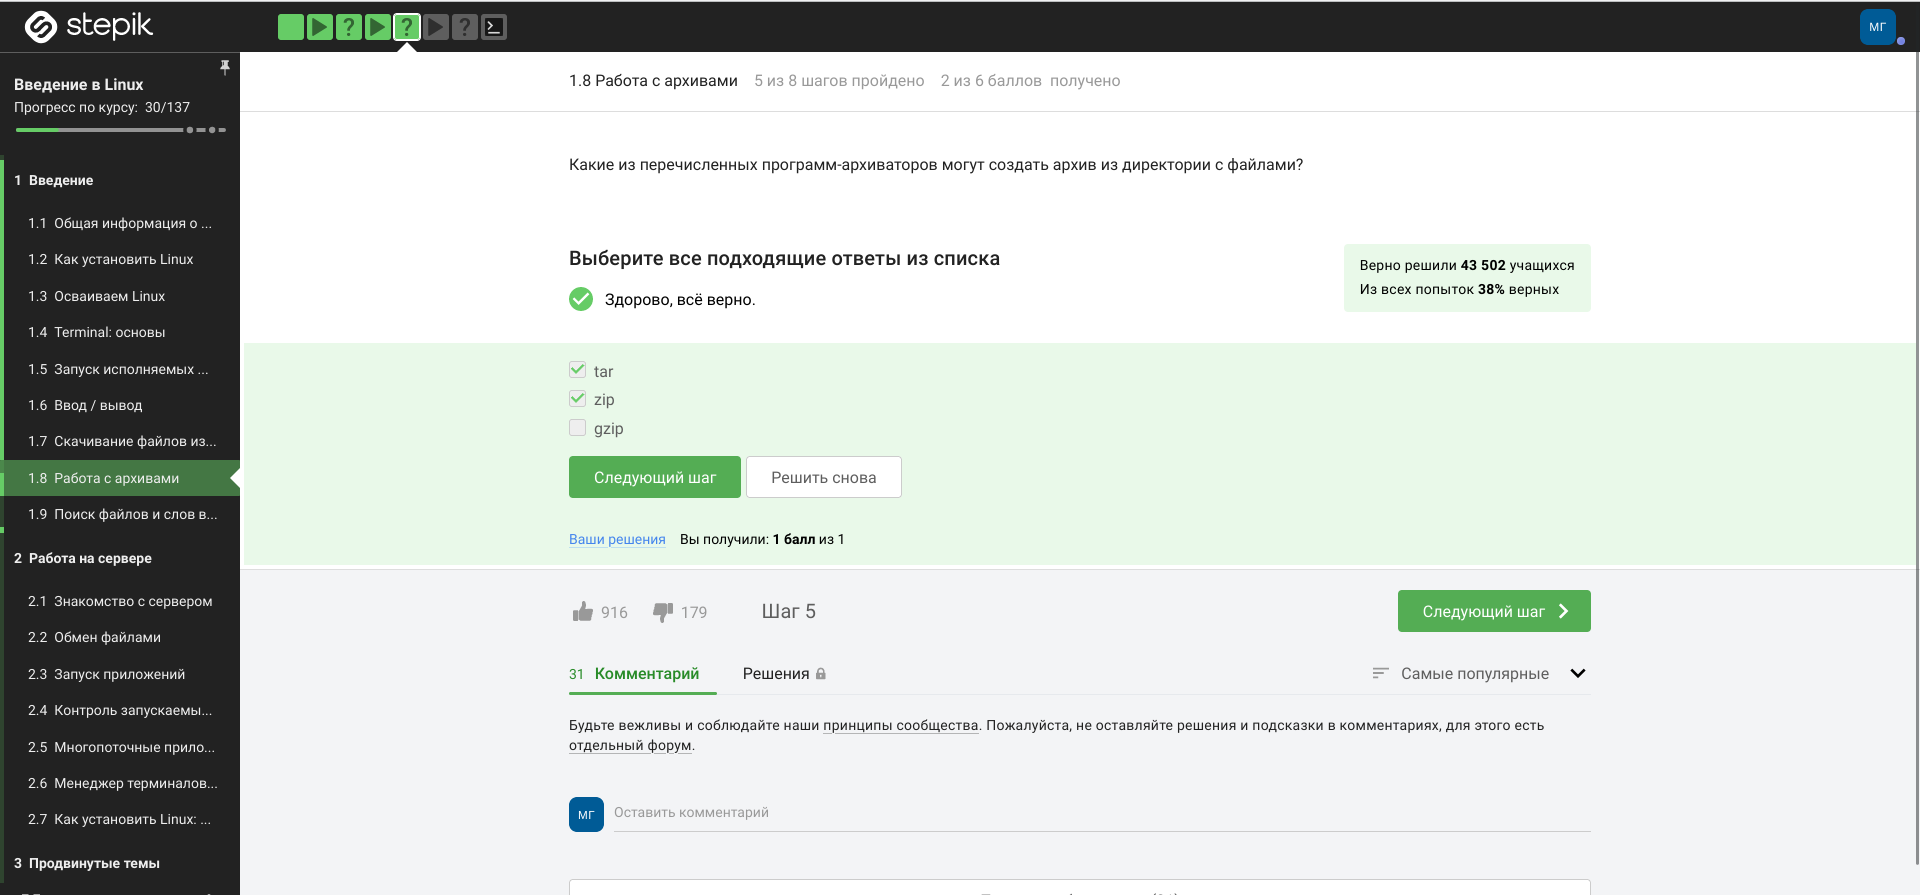 stepik
? ? ?
МГ
Введение в Linux
Прогресс по курсу: 30/137
1 Введение
1.1 Общая информация о ...
1.2 Как установить Linux
1.3 Осваиваем Linux
1.4 Terminal: основы
1.5 Запуск исполняемых ...
1.6 Ввод / вывод
1.7 Скачивание файлов из...
1.8 Работа с архивами
1.9 Поиск файлов и слов в...
2 Работа на сервере
2.1 Знакомство с сервером
2.2 Обмен файлами
2.3 Запуск приложений
2.4 Контроль запускаемы...
2.5 Многопоточные прило...
2.6 Менеджер терминалов...
2.7 Как установить Linux: ...
3 Продвинутые темы
1.8 Работа с архивами 5 из 8 шагов пройдено 2 из 6 баллов получено
Какие из перечисленных программ-архиваторов могут создать архив из директории с файлами?
Выберите все подходящие ответы из списка
Здорово, всё верно.
Верно решили 43 502 учащихся
Из всех попыток 38% верных
tar
zip
gzip
Следующий шаг Решить снова
Ваши решения Вы получили: 1 балл из 1
916 179 Шаг 5 Следующий шаг
31 Комментарий Решения Самые популярные
Будьте вежливы и соблюдайте наши принципы сообщества. Пожалуйста, не оставляйте решения и подсказки в комментариях, для этого есть
отдельный форум.
МГ Оставить комментарий